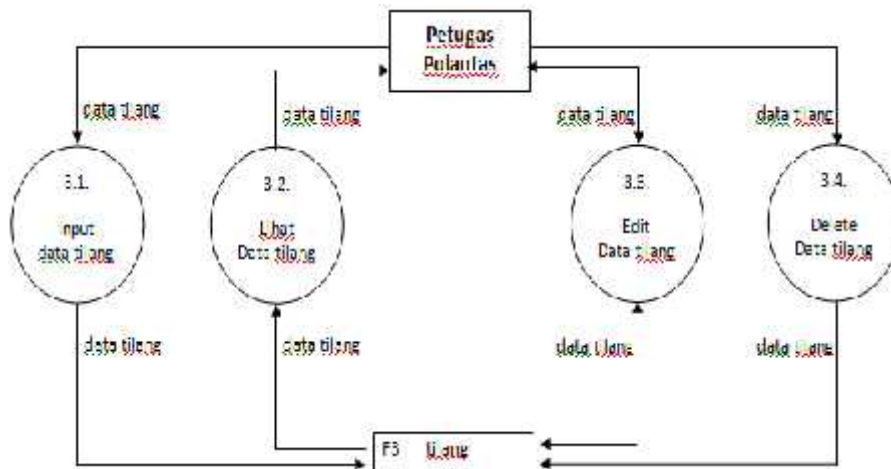 Petugas
Polantas
data tilang
data tilang
data tilang
data tilang
3.1.
Input
data tilang
3.2.
Lihat
Data tilang
3.3.
Edit
Data tilang
3.4.
Delete
Data tilang
data tilang
data tilang
data tilang
data tilang
F3 tilang